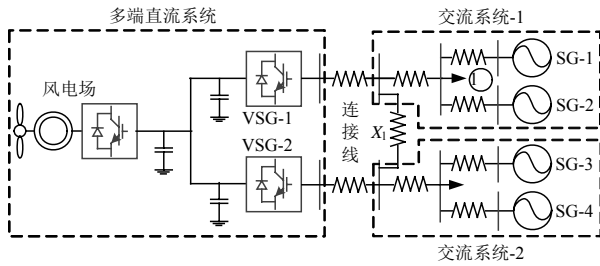 多端直流系统
交流系统-1
风电场
SG-1
1
VSG-1
SG-2
连接线
X₁
VSG-2
SG-3
SG-4
交流系统-2